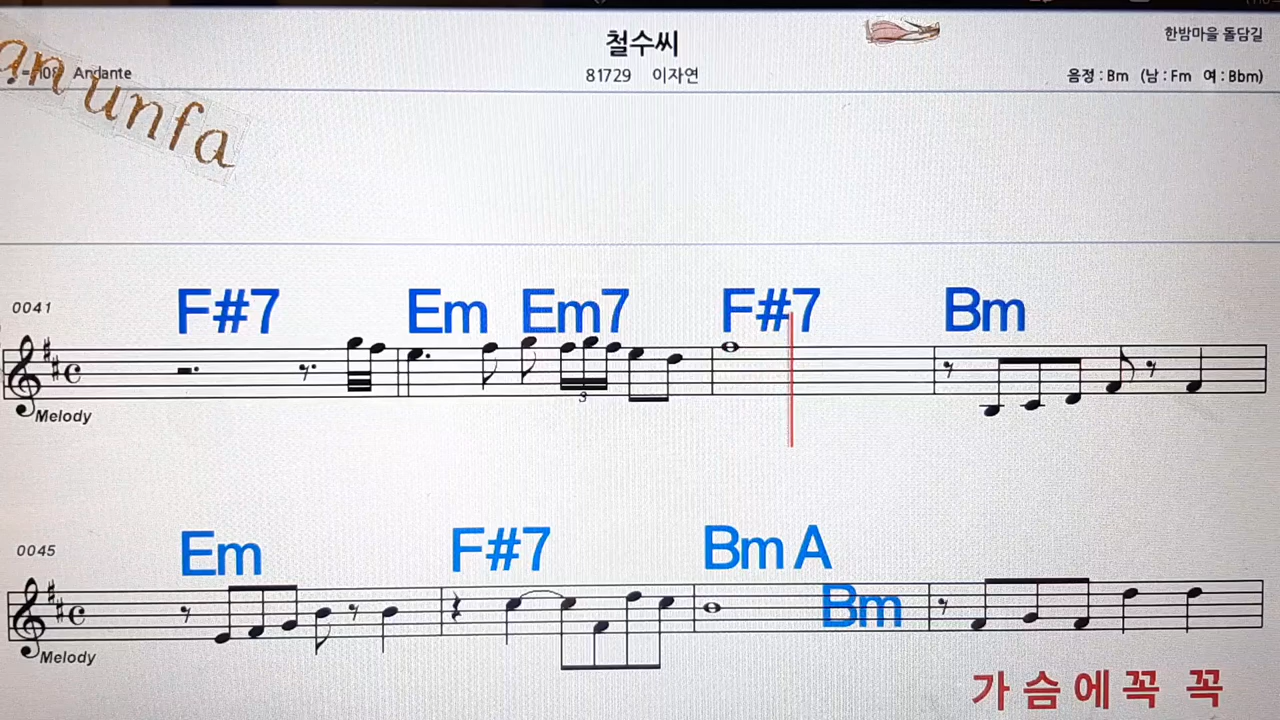 철수씨
한밤마을 돌담길
an unfa
= 108 Andante
81729 이자연
음정 : Bm (남 : Fm 여 : Bbm)
0041
F#7 Em Em7 F#7 Bm
3
Melody
0045
Em F#7 Bm A
Bm
Melody
가 슴 에 꼭 꼭